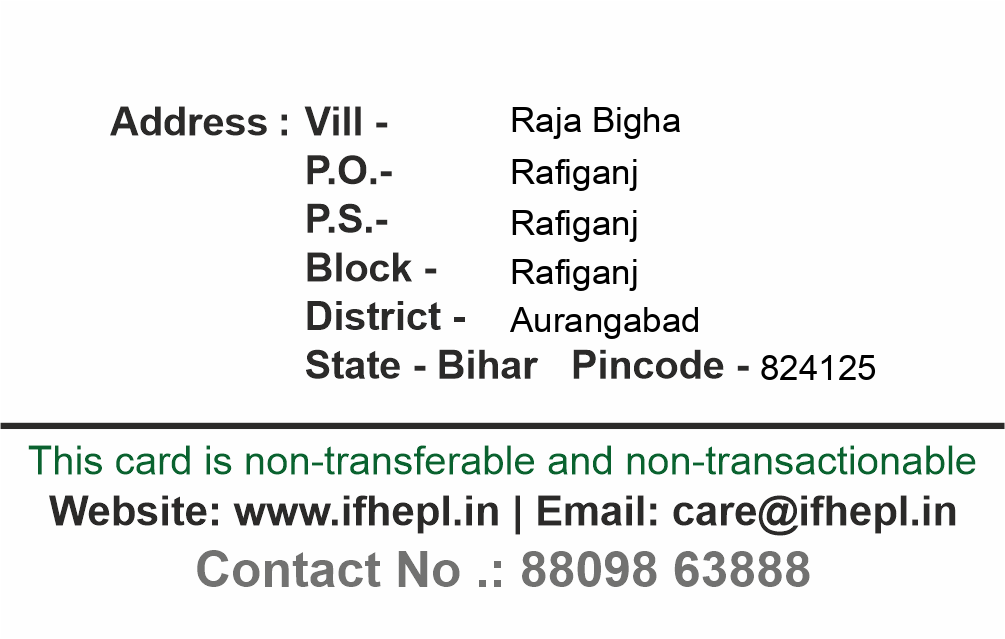 Address : Vill - Raja Bigha
P.O.- Rafiganj
P.S.- Rafiganj
Block - Rafiganj
District - Aurangabad
State - Bihar Pincode - 824125
This card is non-transferable and non-transactionable
Website: www.ifhepl.in | Email: care@ifhepl.in
Contact No .: 88098 63888